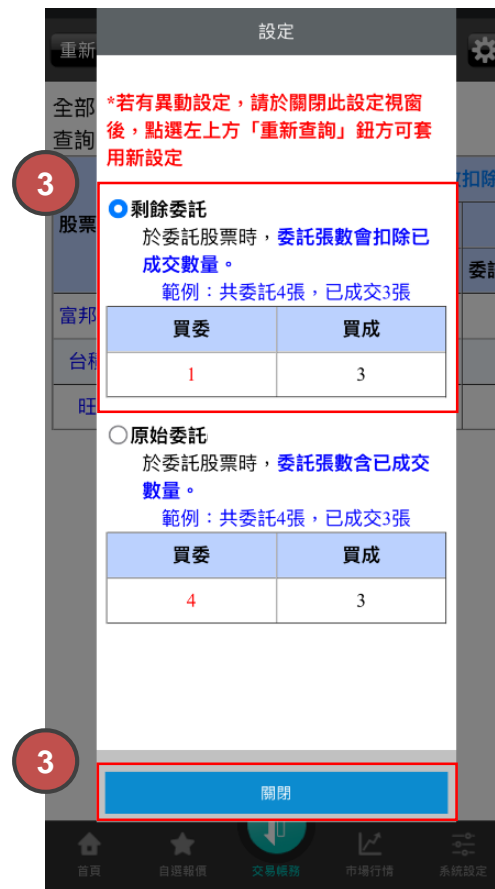 設定
重新
*若有異動設定，請於關閉此設定視窗
後，點選左上方「重新查詢」鈕方可套
用新設定
全部
查詢
3
扣除
股票
委託
剩餘委託
於委託股票時，委託張數會扣除已
成交數量。
範例：共委託4張，已成交3張
買委 買成
1 3
富邦
台積
旺
原始委託
於委託股票時，委託張數含已成交
數量。
範例：共委託4張，已成交3張
買委 買成
4 3
3
關閉
首頁 自選報價 交易帳務 市場行情 系統設定